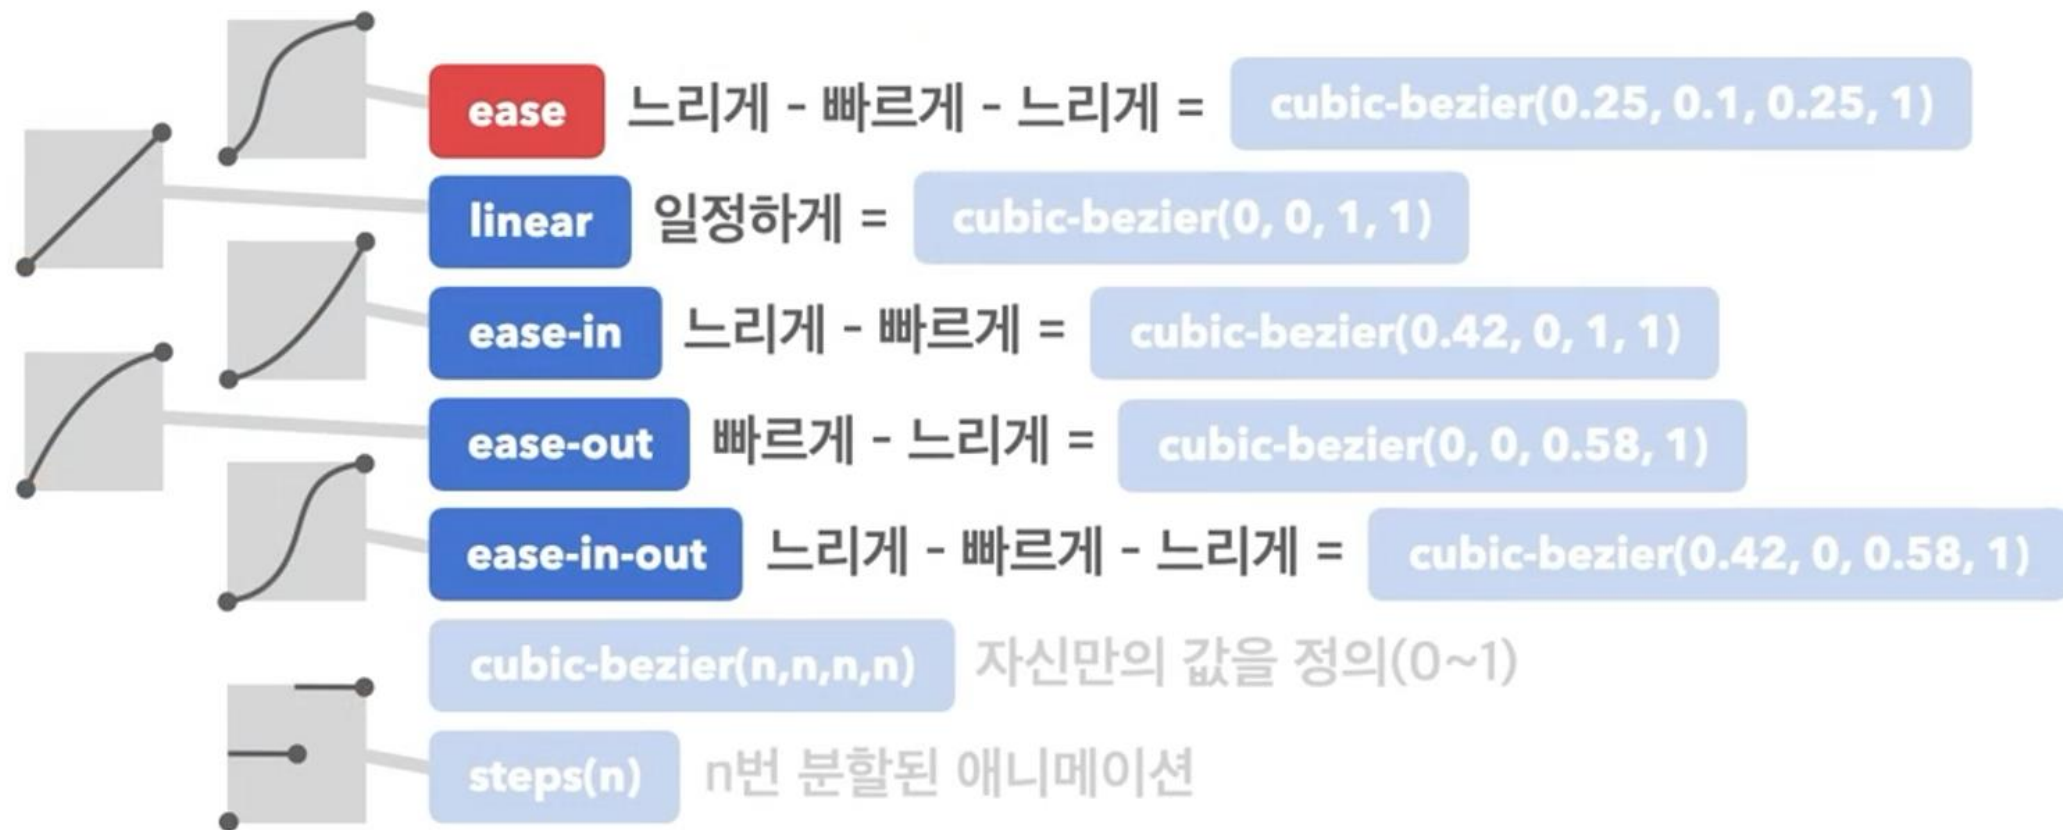 ease 느리게 - 빠르게 - 느리게 = cubic-bezier(0.25, 0.1, 0.25, 1)
linear 일정하게 = cubic-bezier(0, 0, 1, 1)
ease-in 느리게 - 빠르게 = cubic-bezier(0.42, 0, 1, 1)
ease-out 빠르게 - 느리게 = cubic-bezier(0, 0, 0.58, 1)
ease-in-out 느리게 - 빠르게 - 느리게 = cubic-bezier(0.42, 0, 0.58, 1)
cubic-bezier(n,n,n,n) 자신만의 값을 정의(0~1)
steps(n) n번 분할된 애니메이션